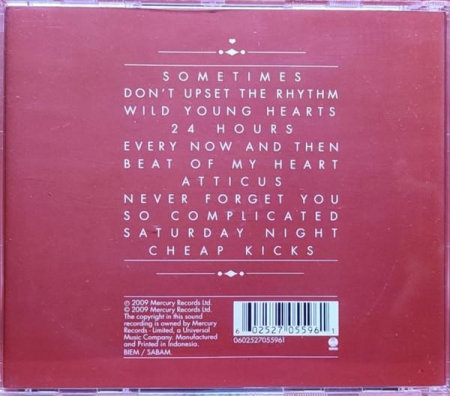 SOMETIMES
DON'T UPSET THE RHYTHM
WILD YOUNG HEARTS
24 HOURS
EVERY NOW AND THEN
BEAT OF MY HEART
ATTICUS
NEVER FORGET YOU
SO COMPLICATED
SATURDAY NIGHT
CHEAP KICKS
℗ 2009 Mercury Records Ltd.
© 2009 Mercury Records Ltd.
The copyright in this sound
recording is owned by Mercury
Records - Limited, a Universal
Music Company. Manufactured
and Printed in Indonesia.
BIEM / SABAM.
6 02527 05596 1
0602527055961